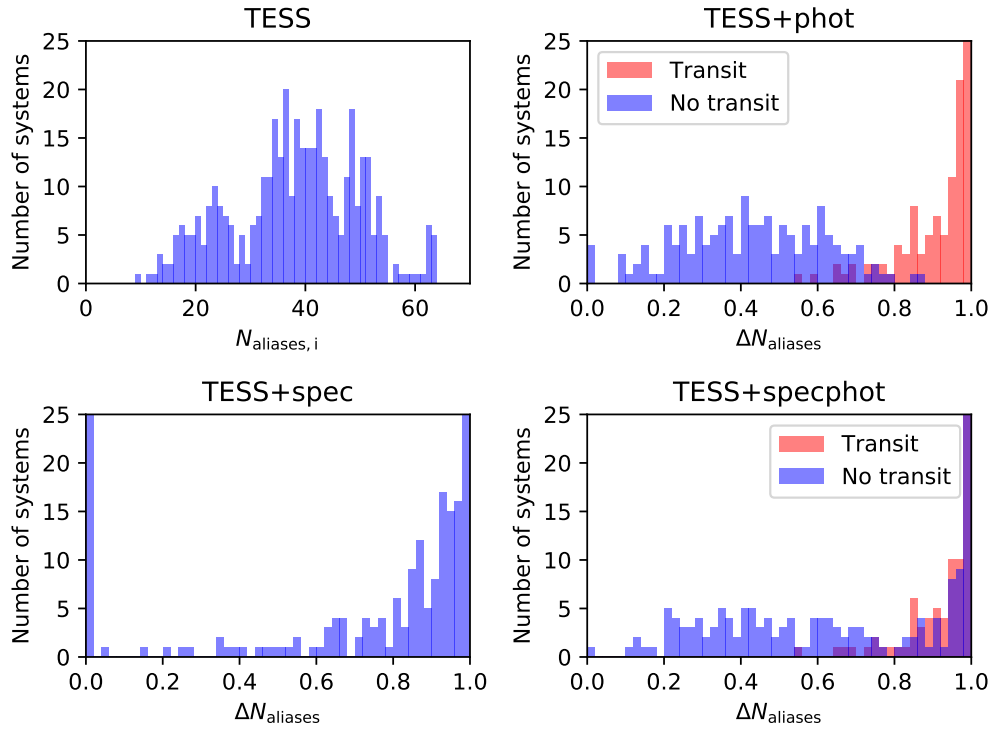 TESS
Number of systems
25
20
15
10
5
0
0 20 40 60
N_aliases, i
TESS+phot
Transit
No transit
Number of systems
25
20
15
10
5
0
0.0 0.2 0.4 0.6 0.8 1.0
ΔN_aliases
TESS+spec
Number of systems
25
20
15
10
5
0
0.0 0.2 0.4 0.6 0.8 1.0
ΔN_aliases
TESS+specphot
Transit
No transit
Number of systems
25
20
15
10
5
0
0.0 0.2 0.4 0.6 0.8 1.0
ΔN_aliases